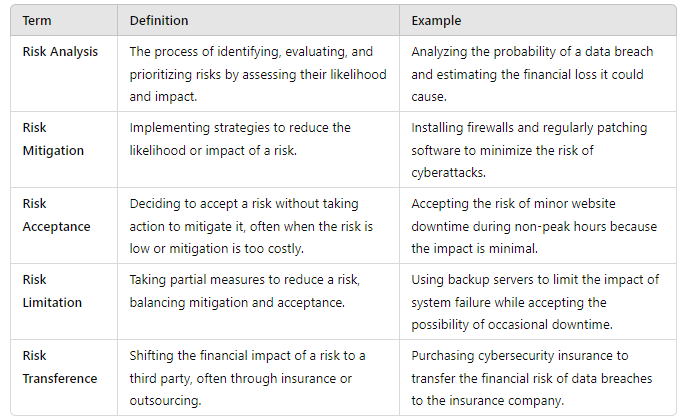 Term Definition Example
Risk Analysis The process of identifying, evaluating, and Analyzing the probability of a data breach
prioritizing risks by assessing their likelihood and estimating the financial loss it could
and impact. cause.
Risk Implementing strategies to reduce the Installing firewalls and regularly patching
Mitigation likelihood or impact of a risk. software to minimize the risk of
cyberattacks.
Risk Deciding to accept a risk without taking Accepting the risk of minor website
Acceptance action to mitigate it, often when the risk is downtime during non-peak hours because
low or mitigation is too costly. the impact is minimal.
Risk Taking partial measures to reduce a risk, Using backup servers to limit the impact of
Limitation balancing mitigation and acceptance. system failure while accepting the
possibility of occasional downtime.
Risk Shifting the financial impact of a risk to a Purchasing cybersecurity insurance to
Transference third party, often through insurance or transfer the financial risk of data breaches
outsourcing. to the insurance company.